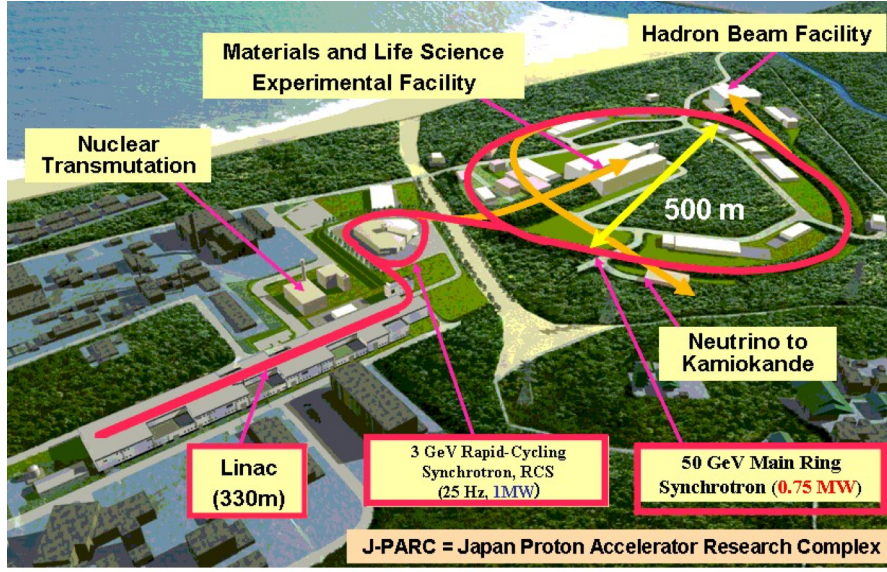 Hadron Beam Facility
Materials and Life Science
Experimental Facility
Nuclear
Transmutation
500 m
Neutrino to
Kamiokande
Linac
(330m)
3 GeV Rapid-Cycling
Synchrotron, RCS
(25 Hz, 1MW)
50 GeV Main Ring
Synchrotron (0.75 MW)
J-PARC = Japan Proton Accelerator Research Complex